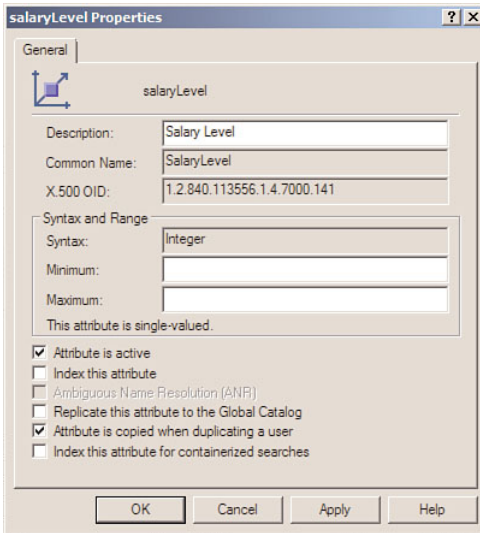 salaryLevel Properties
General
salaryLevel
Description: Salary Level
Common Name: SalaryLevel
X.500 OID: 1.2.840.113556.1.4.7000.141
Syntax and Range
Syntax: Integer
Minimum:
Maximum:
This attribute is single-valued.
Attribute is active
Index this attribute
Ambiguous Name Resolution (ANR)
Replicate this attribute to the Global Catalog
Attribute is copied when duplicating a user
Index this attribute for containerized searches
OK Cancel Apply Help